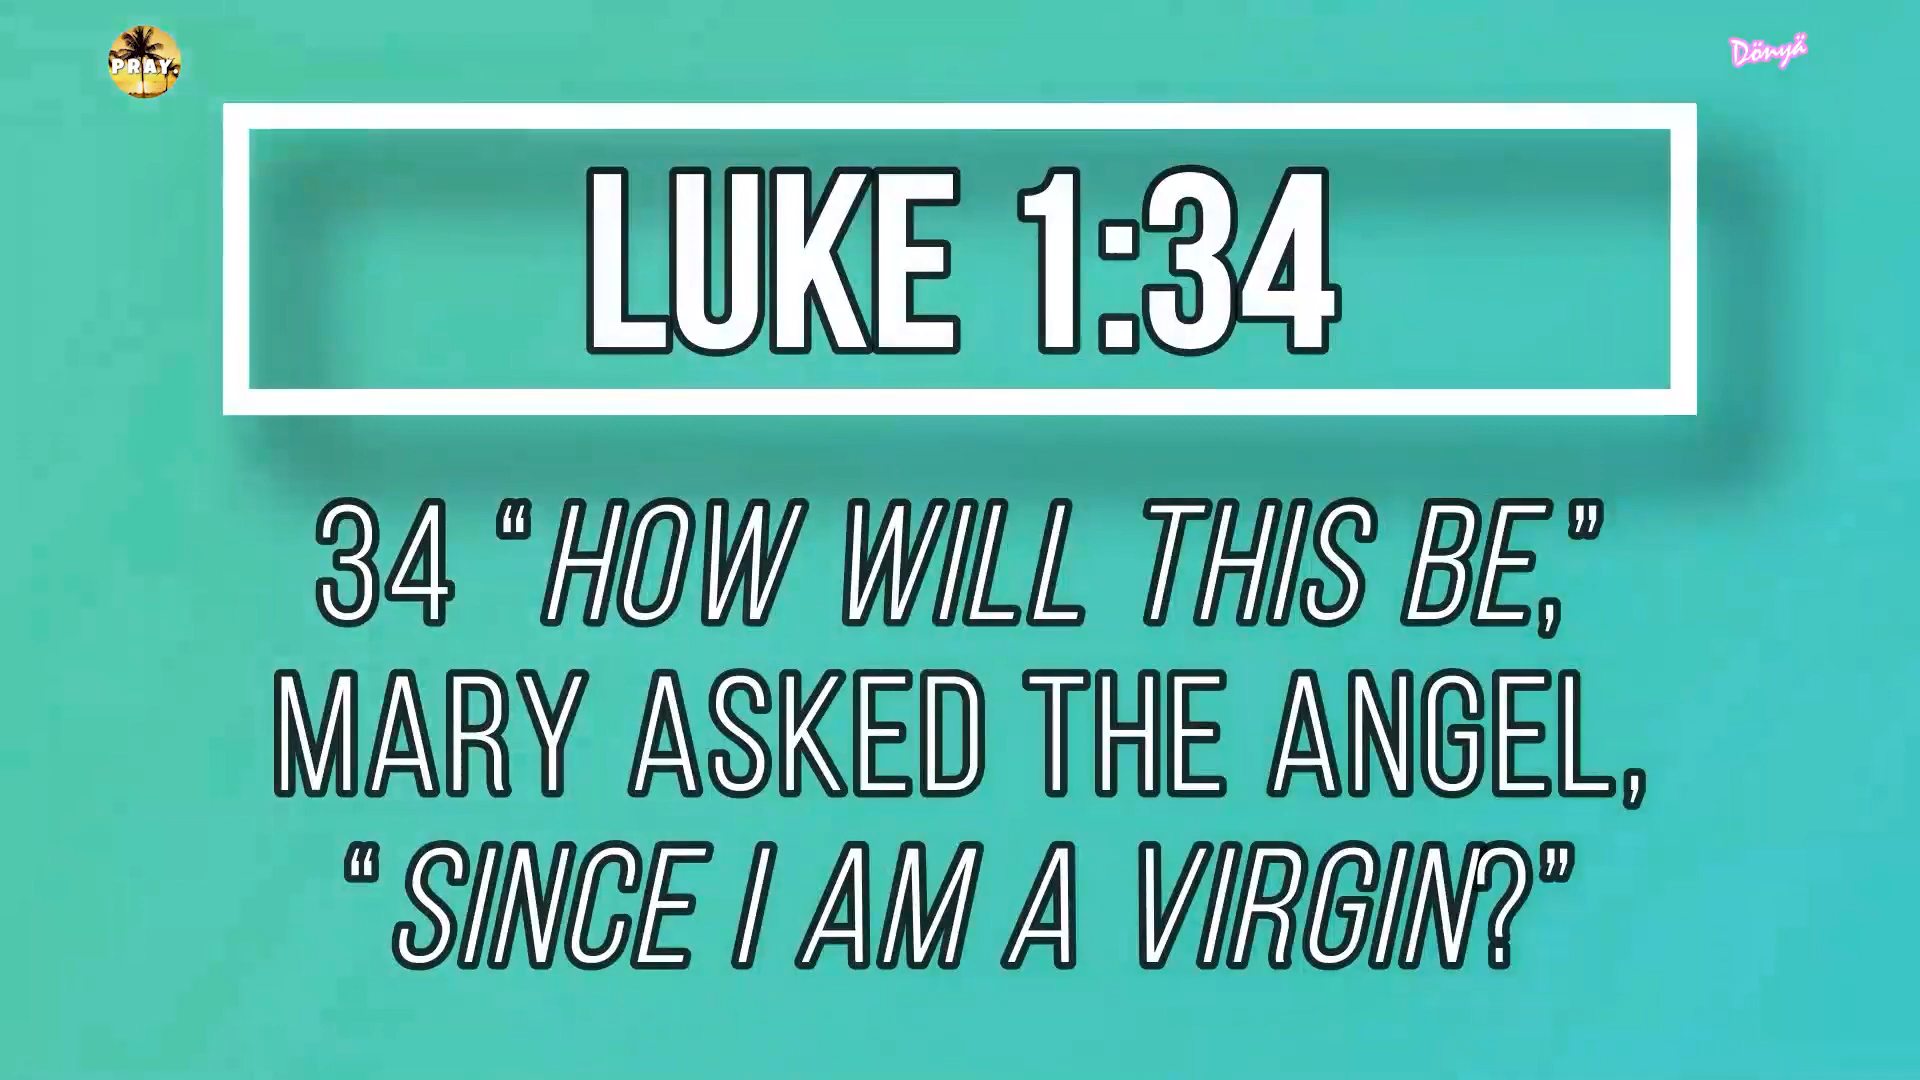 PRAY.
Dönyä
LUKE 1:34
34 “HOW WILL THIS BE,”
MARY ASKED THE ANGEL,
“SINCE I AM A VIRGIN?”